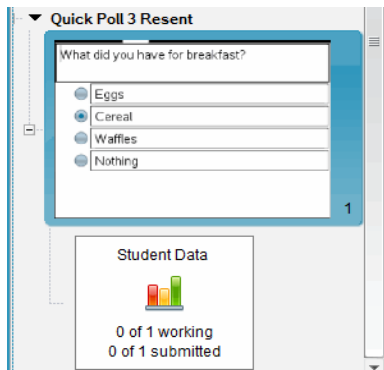 Quick Poll 3 Resent
What did you have for breakfast?
Eggs
Cereal
Waffles
Nothing
1
Student Data
0 of 1 working
0 of 1 submitted